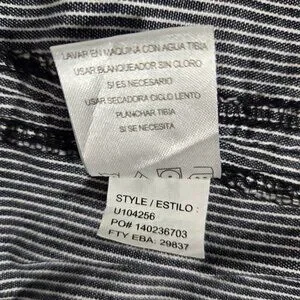 LAVAR EN MAQUINA CON AGUA TIBIA
USAR BLANQUEADOR SIN CLORO
SI ES NECESARIO
USAR SECADORA CICLO LENTO
PLANCHAR TIBIA
SI SE NECESITA
STYLE / ESTILO :
U104256
PO# 140236703
FTY EBA: 29837